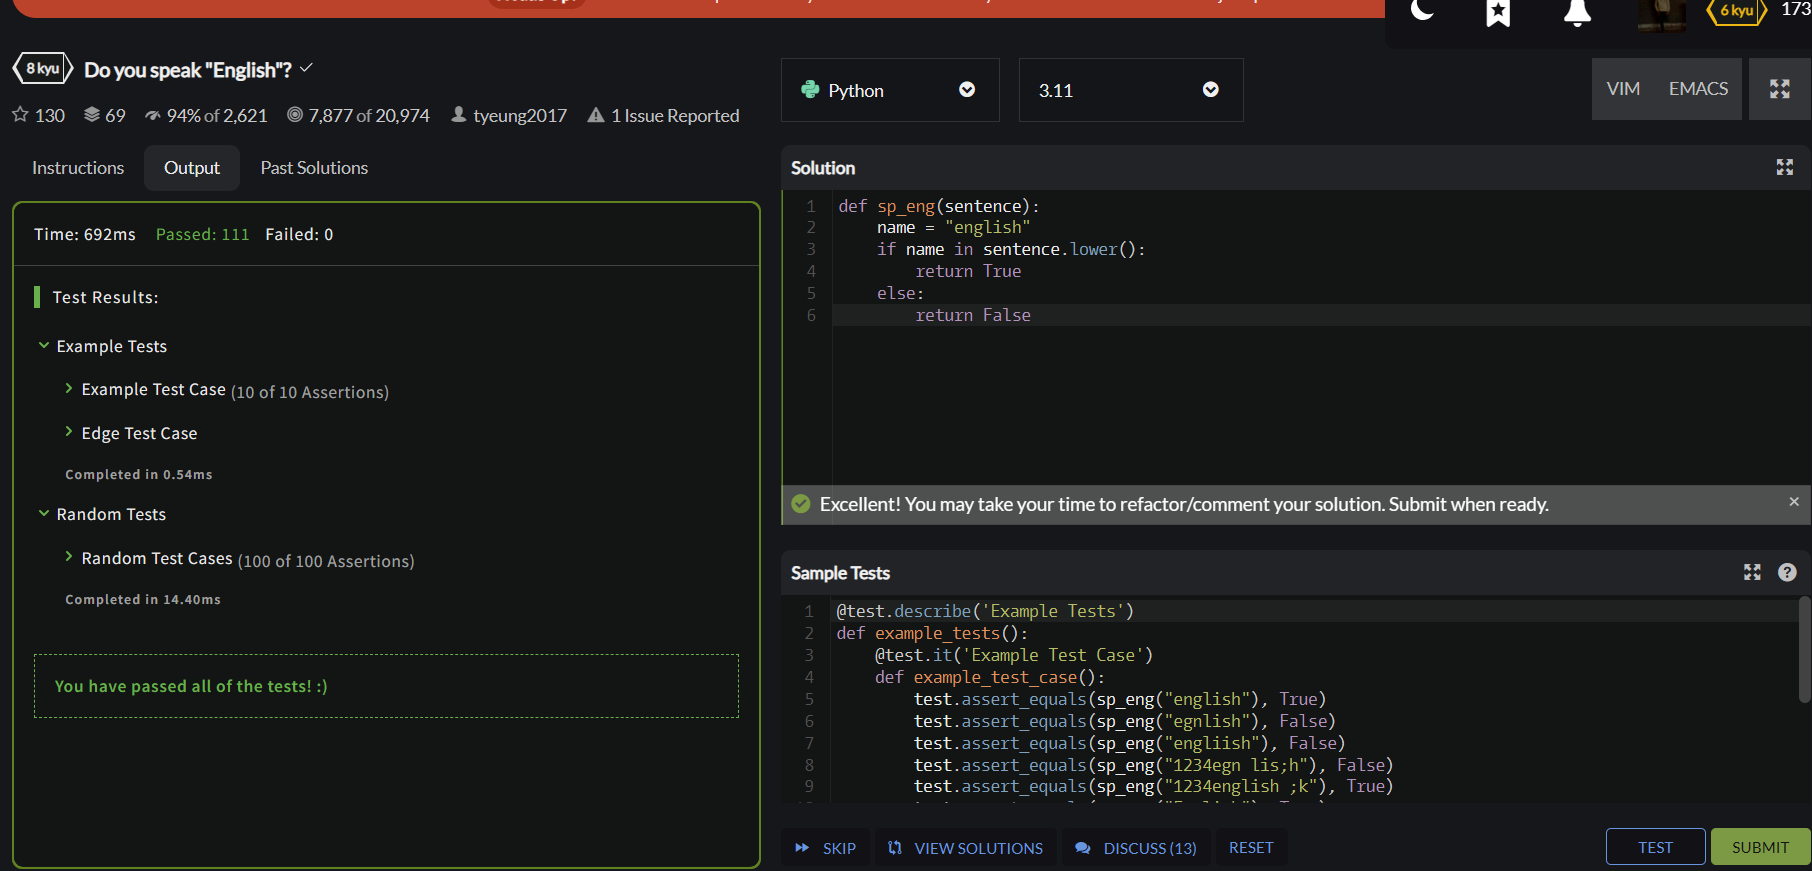 6 kyu 173
8 kyu Do you speak "English"?
130 69 94% of 2,621 7,877 of 20,974 tyeung2017 1 Issue Reported
Instructions Output Past Solutions
Time: 692ms Passed: 111 Failed: 0
Test Results:
Example Tests
Example Test Case (10 of 10 Assertions)
Edge Test Case
Completed in 0.54ms
Random Tests
Random Test Cases (100 of 100 Assertions)
Completed in 14.40ms
You have passed all of the tests! :)
Python 3.11 VIM EMACS
Solution
1 def sp_eng(sentence):
2 name = "english"
3 if name in sentence.lower():
4 return True
5 else:
6 return False
Excellent! You may take your time to refactor/comment your solution. Submit when ready.
Sample Tests
1 @test.describe('Example Tests')
2 def example_tests():
3 @test.it('Example Test Case')
4 def example_test_case():
5 test.assert_equals(sp_eng("english"), True)
6 test.assert_equals(sp_eng("egnlish"), False)
7 test.assert_equals(sp_eng("engliish"), False)
8 test.assert_equals(sp_eng("1234egn lis;h"), False)
9 test.assert_equals(sp_eng("1234english ;k"), True)
SKIP VIEW SOLUTIONS DISCUSS (13) RESET TEST SUBMIT